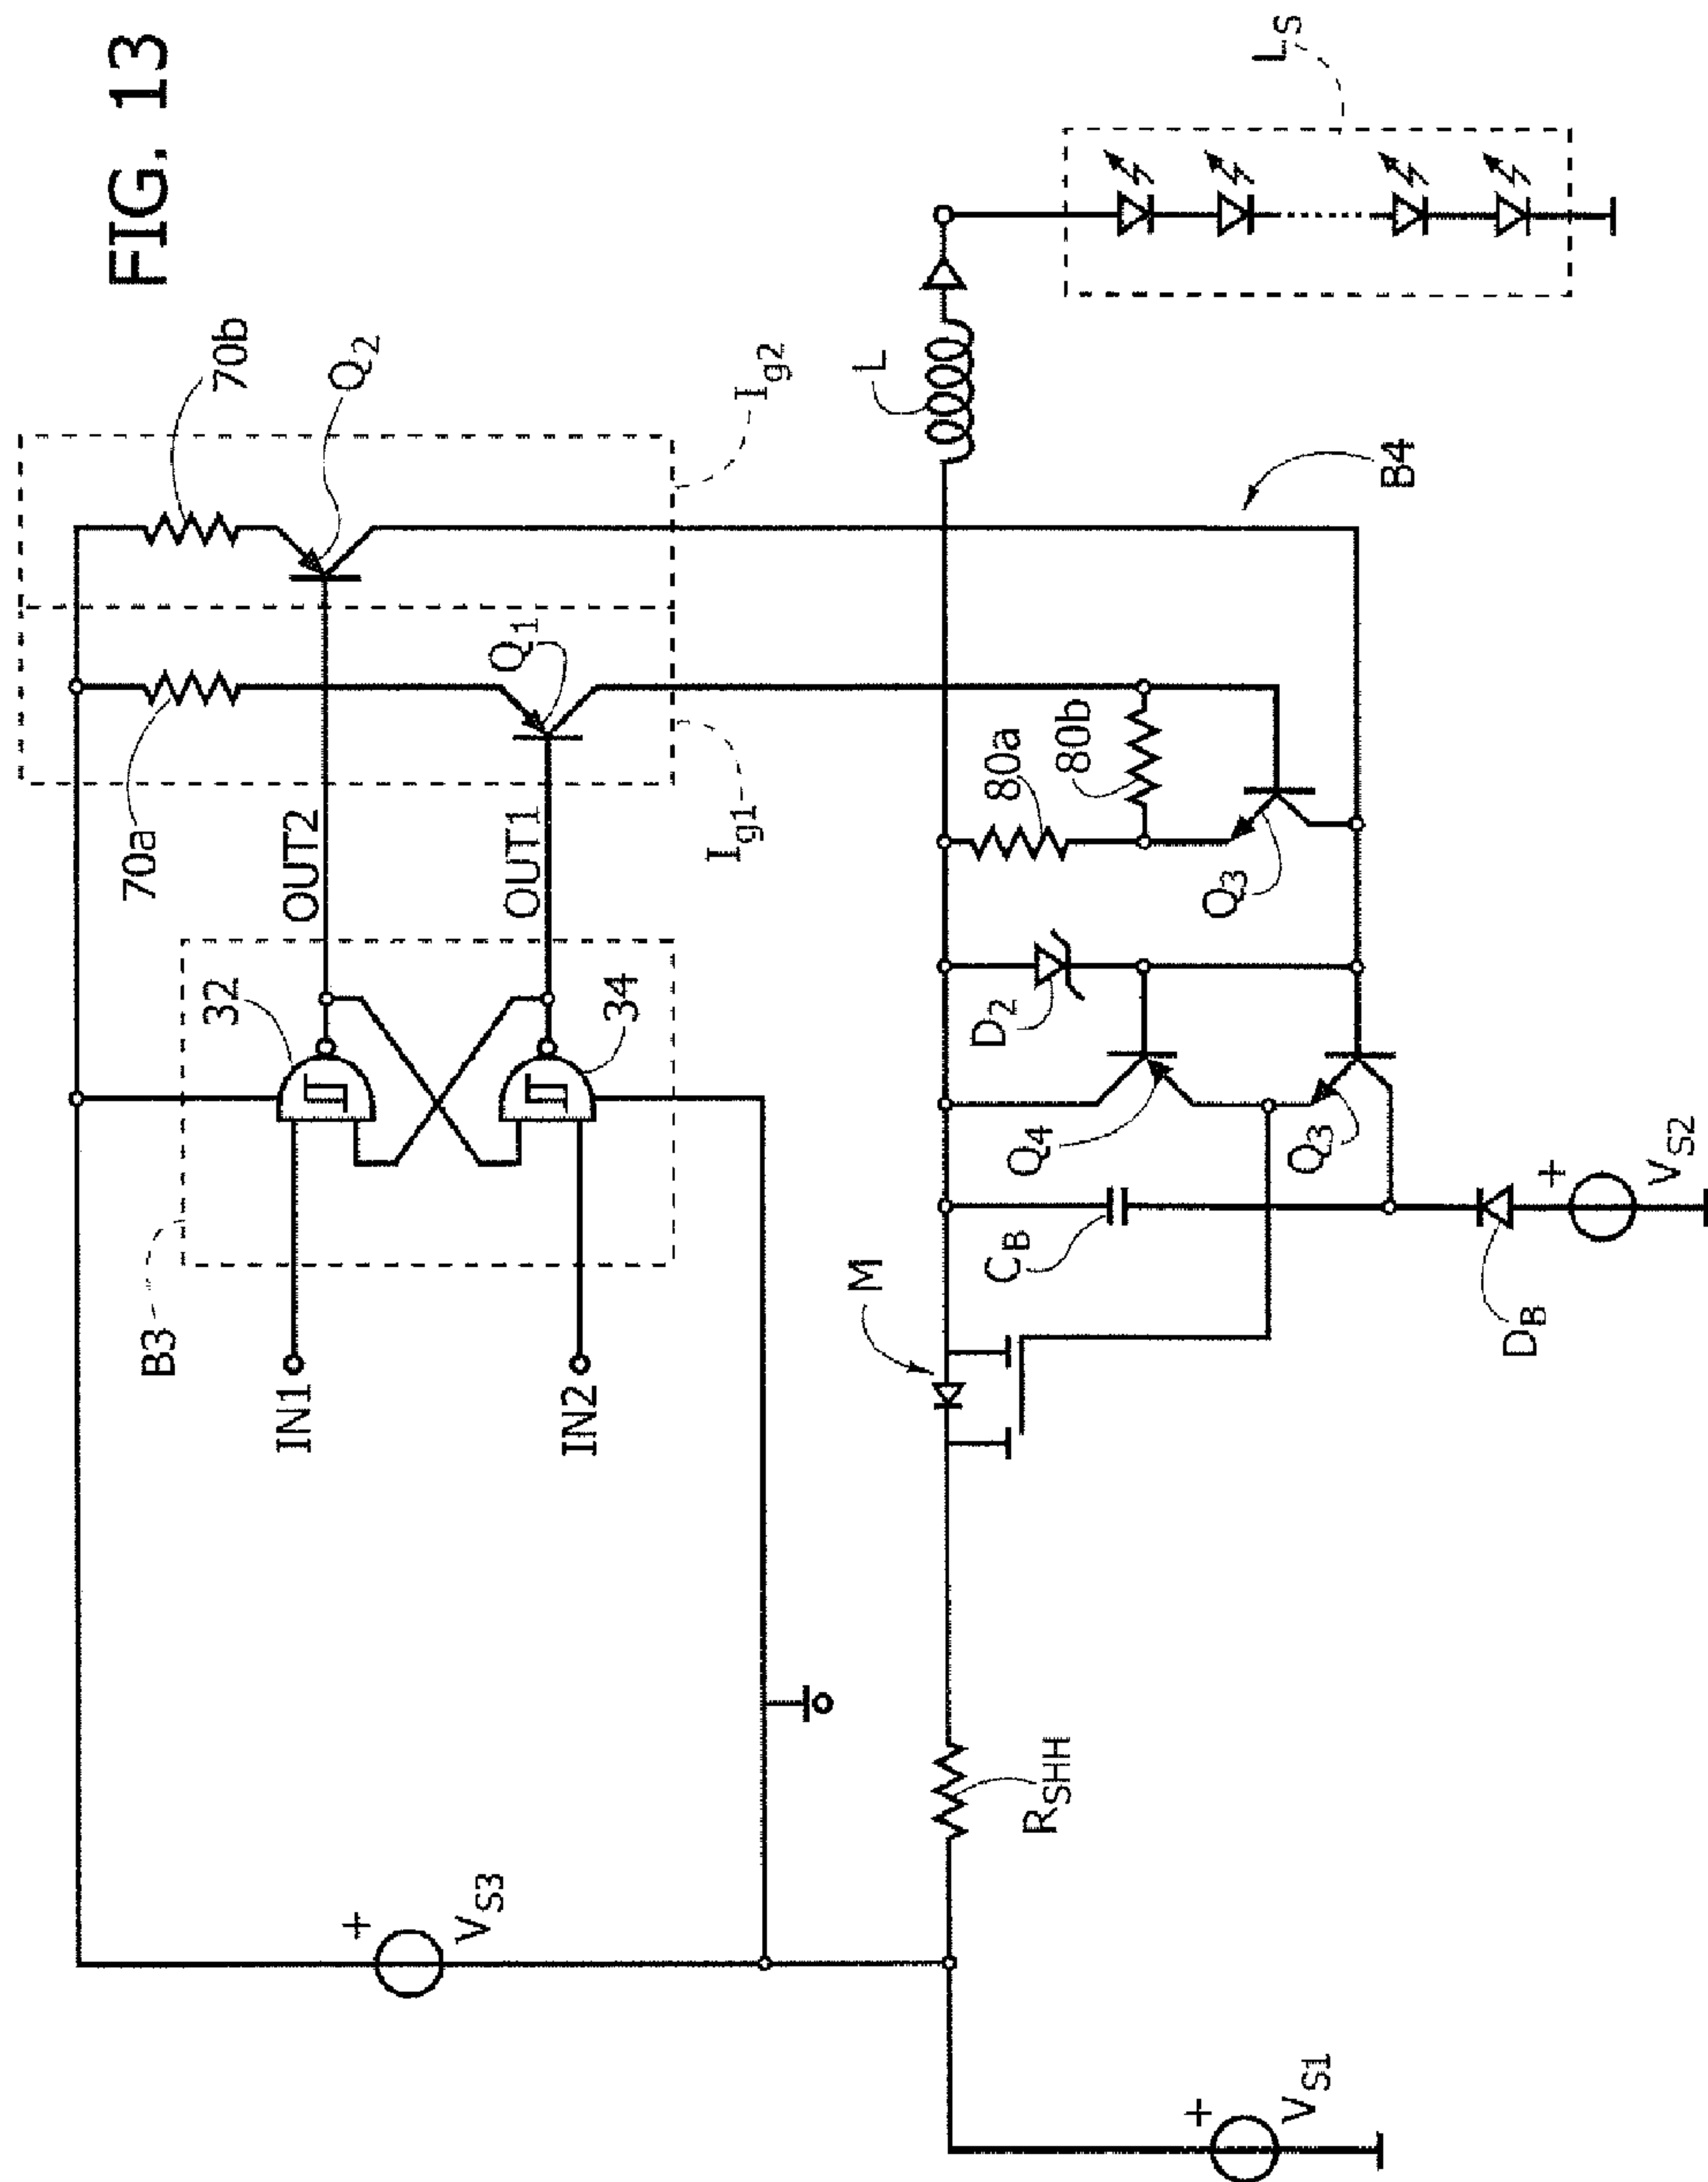 FIG. 13
70b
Q2
Ig2
70a
Q1
Ig1
OUT2
OUT1
32
34
B3
IN1
IN2
VS3
+
L
LS
B4
80a
80b
Q3
D2
Q4
Q3
CB
M
DB
+
VS2
RSHH
+
VS1